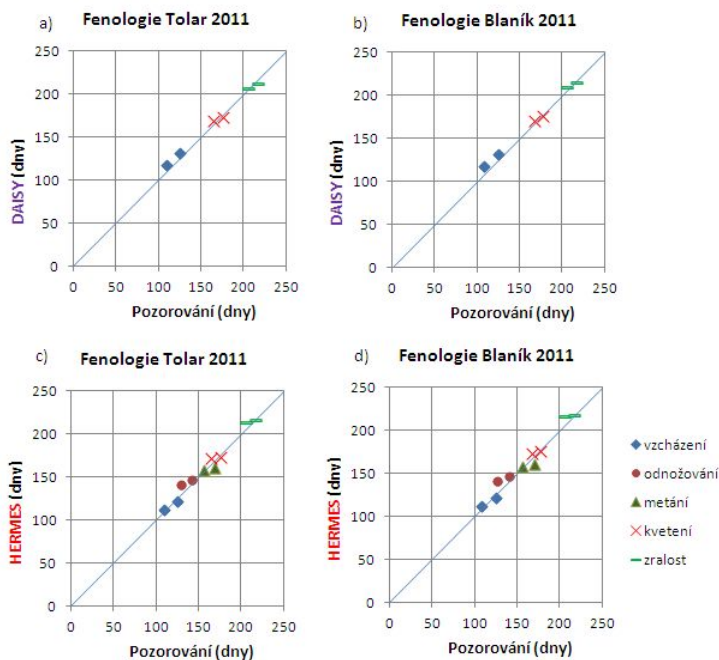 a) Fenologie Tolar 2011
250
200
150
100
50
0
DAISY (dnv)
0 50 100 150 200 250
Pozorování (dny)
b) Fenologie Blaník 2011
250
200
150
100
50
0
DAISY (dnv)
0 50 100 150 200 250
Pozorování (dny)
c) Fenologie Tolar 2011
250
200
150
100
50
0
HERMES (dnv)
0 50 100 150 200 250
Pozorování (dny)
d) Fenologie Blaník 2011
250
200
150
100
50
0
HERMES (dnv)
0 50 100 150 200 250
Pozorování (dny)
vzcházení
odnožování
metání
kvetení
zralost